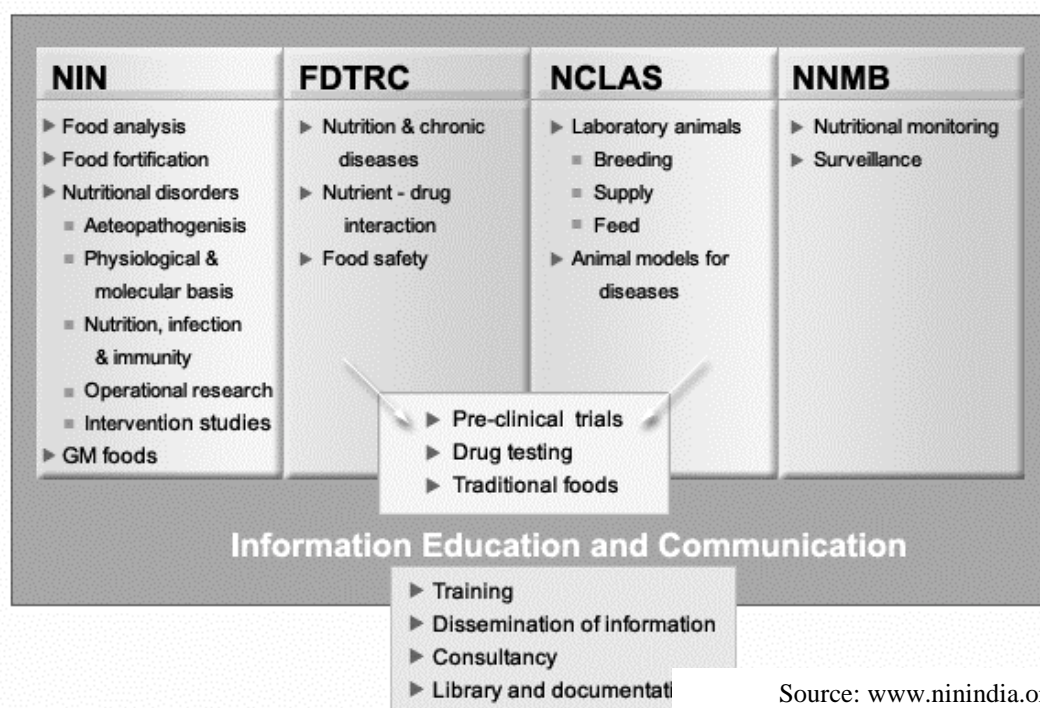 NIN
Food analysis
Food fortification
Nutritional disorders
Aeteopathogenisis
Physiological &
molecular basis
Nutrition, infection
& immunity
Operational research
Intervention studies
GM foods
FDTRC
Nutrition & chronic
diseases
Nutrient - drug
interaction
Food safety
NCLAS
Laboratory animals
Breeding
Supply
Feed
Animal models for
diseases
NNMB
Nutritional monitoring
Surveillance
Pre-clinical trials
Drug testing
Traditional foods
Information Education and Communication
Training
Dissemination of information
Consultancy
Library and
Source: